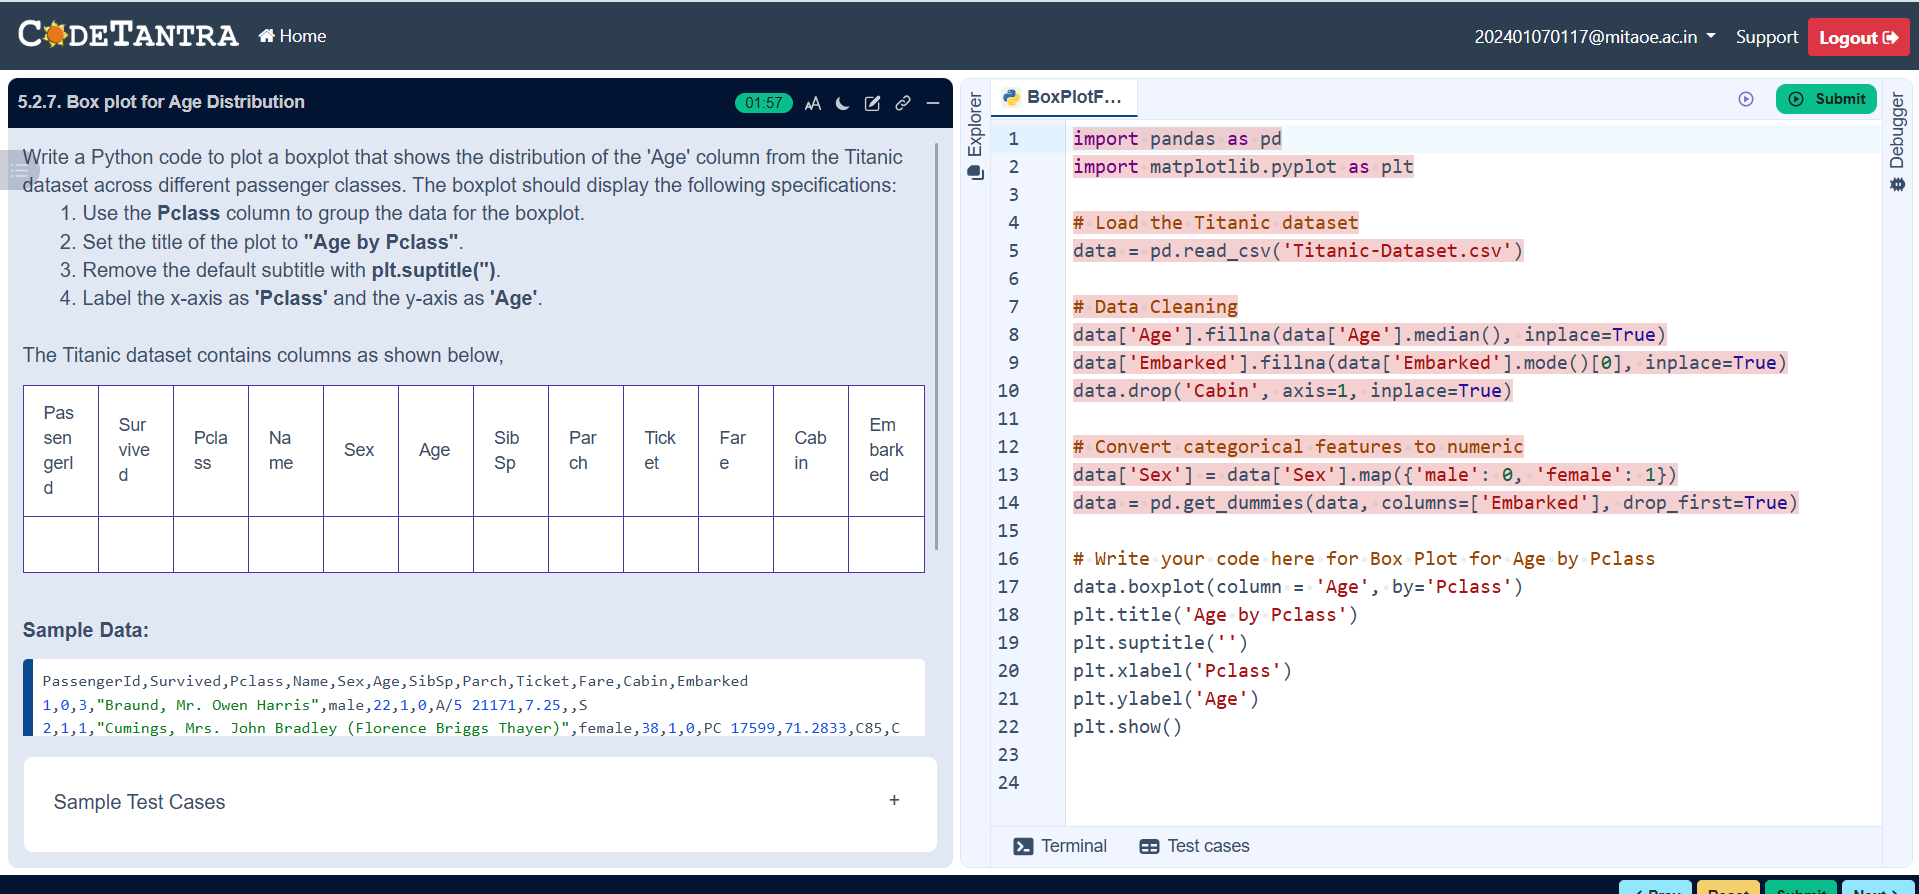 CODETANTRA
Home
202401070117@mitaoe.ac.in
Support
Logout
5.2.7. Box plot for Age Distribution
01:57
AA
Write a Python code to plot a boxplot that shows the distribution of the 'Age' column from the Titanic
dataset across different passenger classes. The boxplot should display the following specifications:
1. Use the Pclass column to group the data for the boxplot.
2. Set the title of the plot to "Age by Pclass".
3. Remove the default subtitle with plt.suptitle('').
4. Label the x-axis as 'Pclass' and the y-axis as 'Age'.
The Titanic dataset contains columns as shown below,
Pas
sen
gerI
d
Sur
vive
d
Pcla
ss
Na
me
Sex
Age
Sib
Sp
Par
ch
Tick
et
Far
e
Cab
in
Em
bark
ed
Sample Data:
PassengerId,Survived,Pclass,Name,Sex,Age,SibSp,Parch,Ticket,Fare,Cabin,Embarked
1,0,3,"Braund, Mr. Owen Harris",male,22,1,0,A/5 21171,7.25,,S
2,1,1,"Cumings, Mrs. John Bradley (Florence Briggs Thayer)",female,38,1,0,PC 17599,71.2833,C85,C
Sample Test Cases
+
Explorer
BoxPlotF...
Submit
Debugger
1 import pandas as pd
2 import matplotlib.pyplot as plt
3
4 # Load the Titanic dataset
5 data = pd.read_csv('Titanic-Dataset.csv')
6
7 # Data Cleaning
8 data['Age'].fillna(data['Age'].median(), inplace=True)
9 data['Embarked'].fillna(data['Embarked'].mode()[0], inplace=True)
10 data.drop('Cabin', axis=1, inplace=True)
11
12 # Convert categorical features to numeric
13 data['Sex'] = data['Sex'].map({'male': 0, 'female': 1})
14 data = pd.get_dummies(data, columns=['Embarked'], drop_first=True)
15
16 # Write your code here for Box Plot for Age by Pclass
17 data.boxplot(column = 'Age', by='Pclass')
18 plt.title('Age by Pclass')
19 plt.suptitle('')
20 plt.xlabel('Pclass')
21 plt.ylabel('Age')
22 plt.show()
23
24
Terminal
Test cases
< Prev
Reset
Submit
Next >